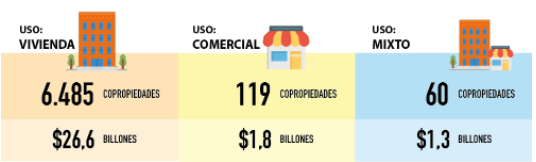 USO:
VIVIENDA
6.485 COPROPIEDADES
$26,6 BILLONES
USO:
COMERCIAL
119 COPROPIEDADES
$1,8 BILLONES
USO:
MIXTO
60 COPROPIEDADES
$1,3 BILLONES